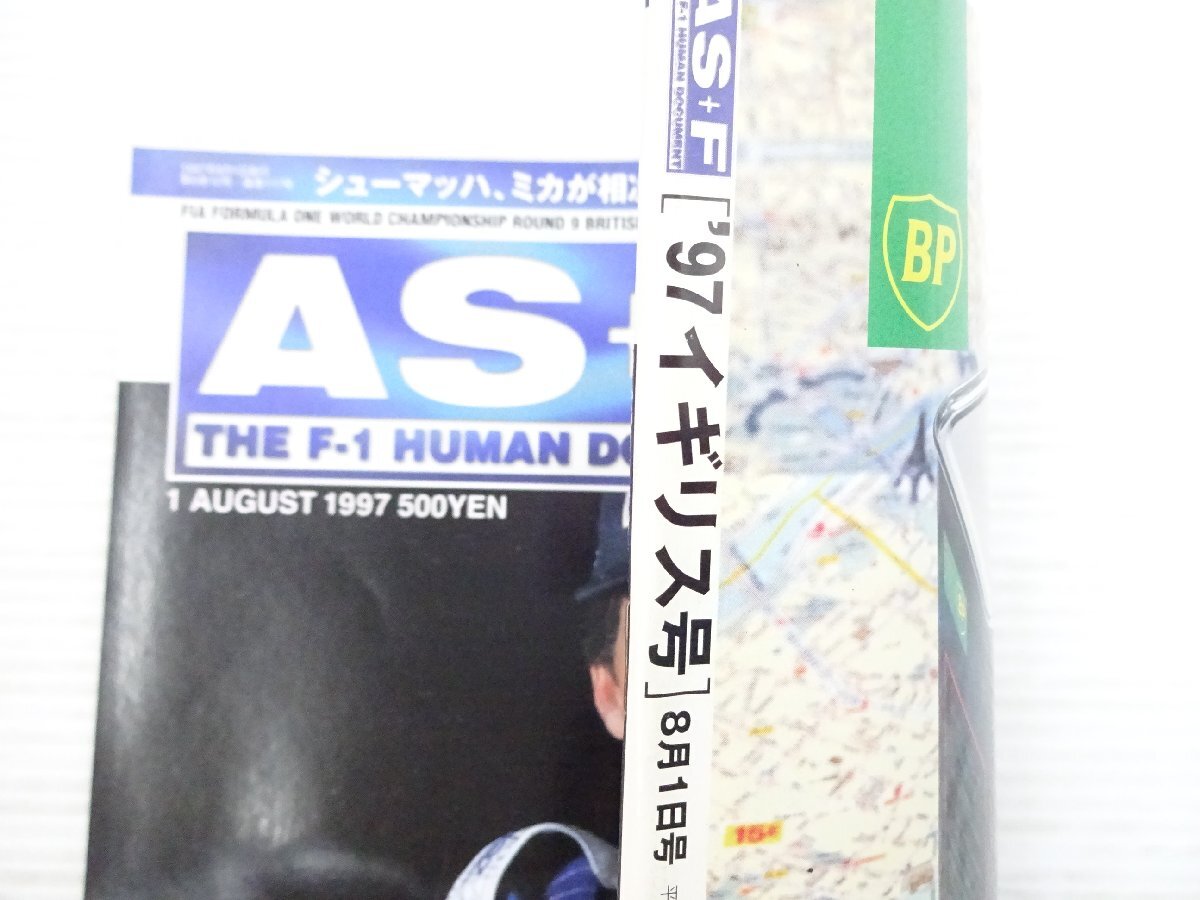 シューマッハ、ミカが相次
FIA FORMULA ONE WORLD CHAMPIONSHIP ROUND 9 BRITIS
AS+
THE F-1 HUMAN DO
1 AUGUST 1997 500YEN
AS+F
F-1 HUMAN DOCUMENT
['97イギリス号] 8月1日号
平
BP